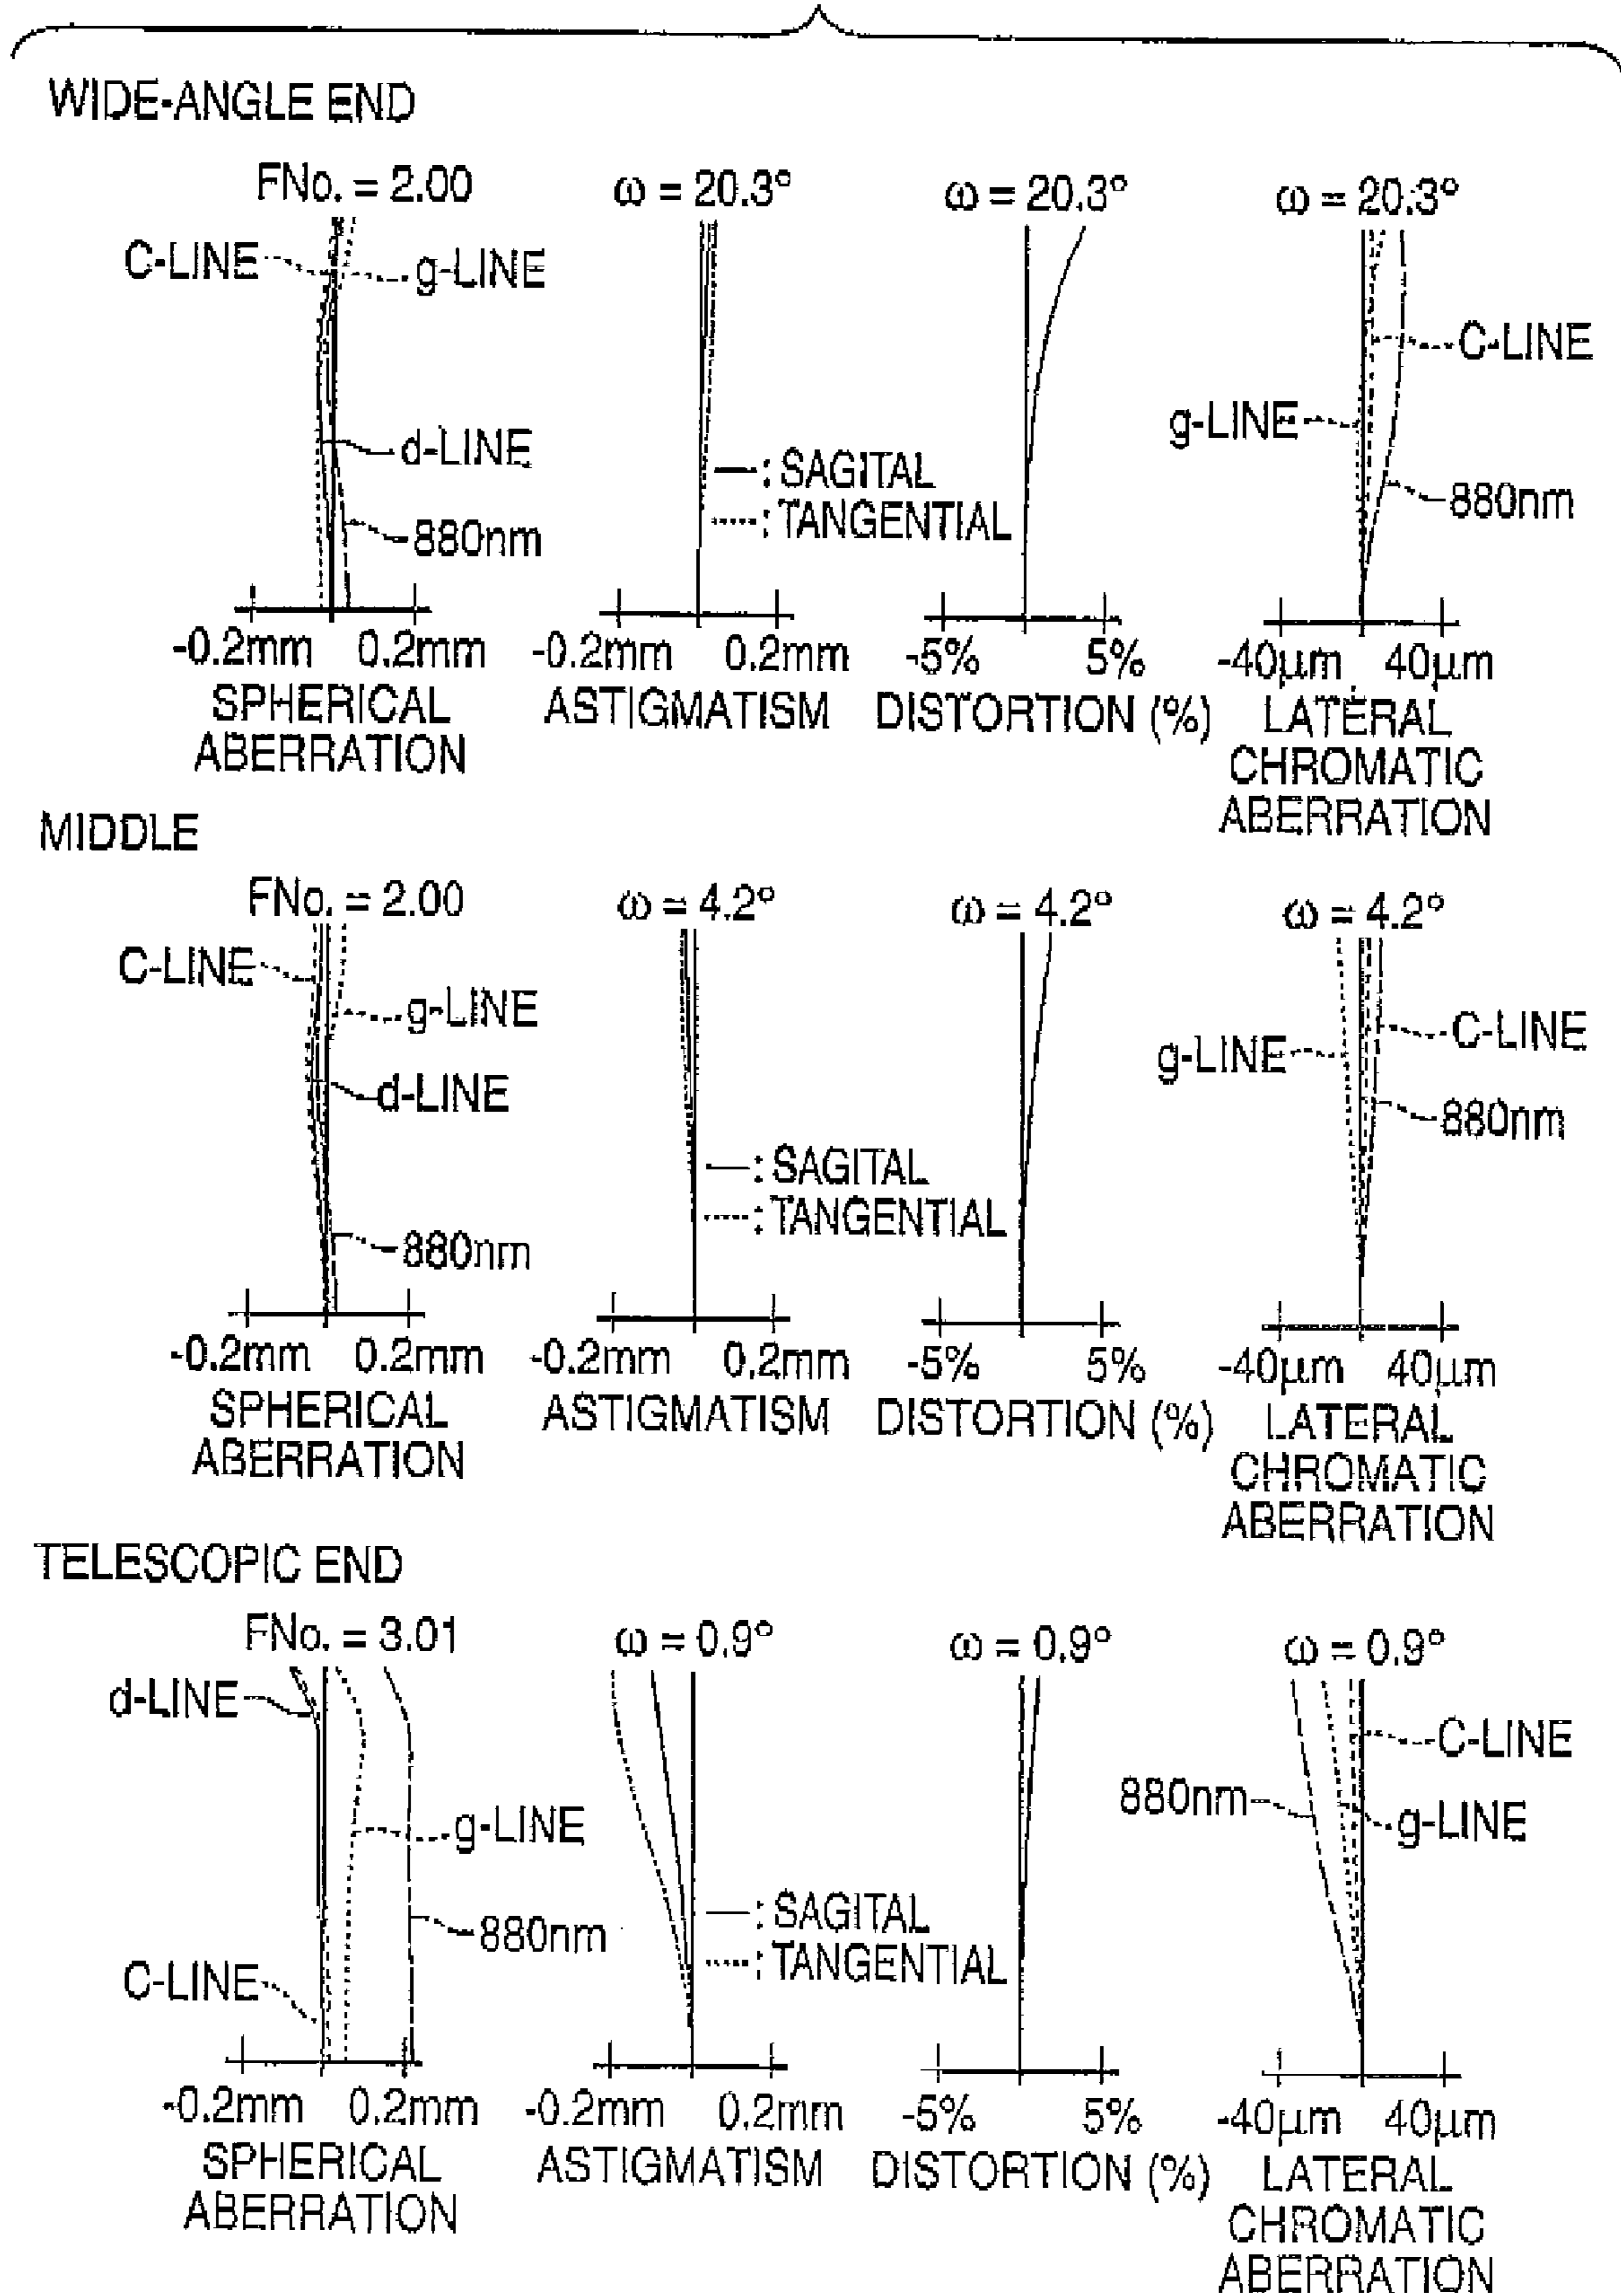 WIDE-ANGLE END
FNo. = 2.00
ω = 20.3°
ω = 20.3°
ω = 20.3°
C-LINE
g-LINE
C-LINE
g-LINE
d-LINE
—: SAGITAL
880nm
.....: TANGENTIAL
880nm
-0.2mm 0.2mm
-0.2mm 0.2mm
-5% 5%
-40μm 40μm
SPHERICAL
ABERRATION
ASTIGMATISM
DISTORTION (%)
LATERAL
CHROMATIC
ABERRATION
MIDDLE
FNo. = 2.00
ω = 4.2°
ω = 4.2°
ω = 4.2°
C-LINE
g-LINE
C-LINE
g-LINE
d-LINE
880nm
—: SAGITAL
.....: TANGENTIAL
880nm
-0.2mm 0.2mm
-0.2mm 0.2mm
-5% 5%
-40μm 40μm
SPHERICAL
ABERRATION
ASTIGMATISM
DISTORTION (%)
LATERAL
CHROMATIC
ABERRATION
TELESCOPIC END
FNo. = 3.01
ω = 0.9°
ω = 0.9°
ω = 0.9°
d-LINE
C-LINE
880nm
g-LINE
g-LINE
—: SAGITAL
880nm
.....: TANGENTIAL
C-LINE
-0.2mm 0.2mm
-0.2mm 0.2mm
-5% 5%
-40μm 40μm
SPHERICAL
ABERRATION
ASTIGMATISM
DISTORTION (%)
LATERAL
CHROMATIC
ABERRATION